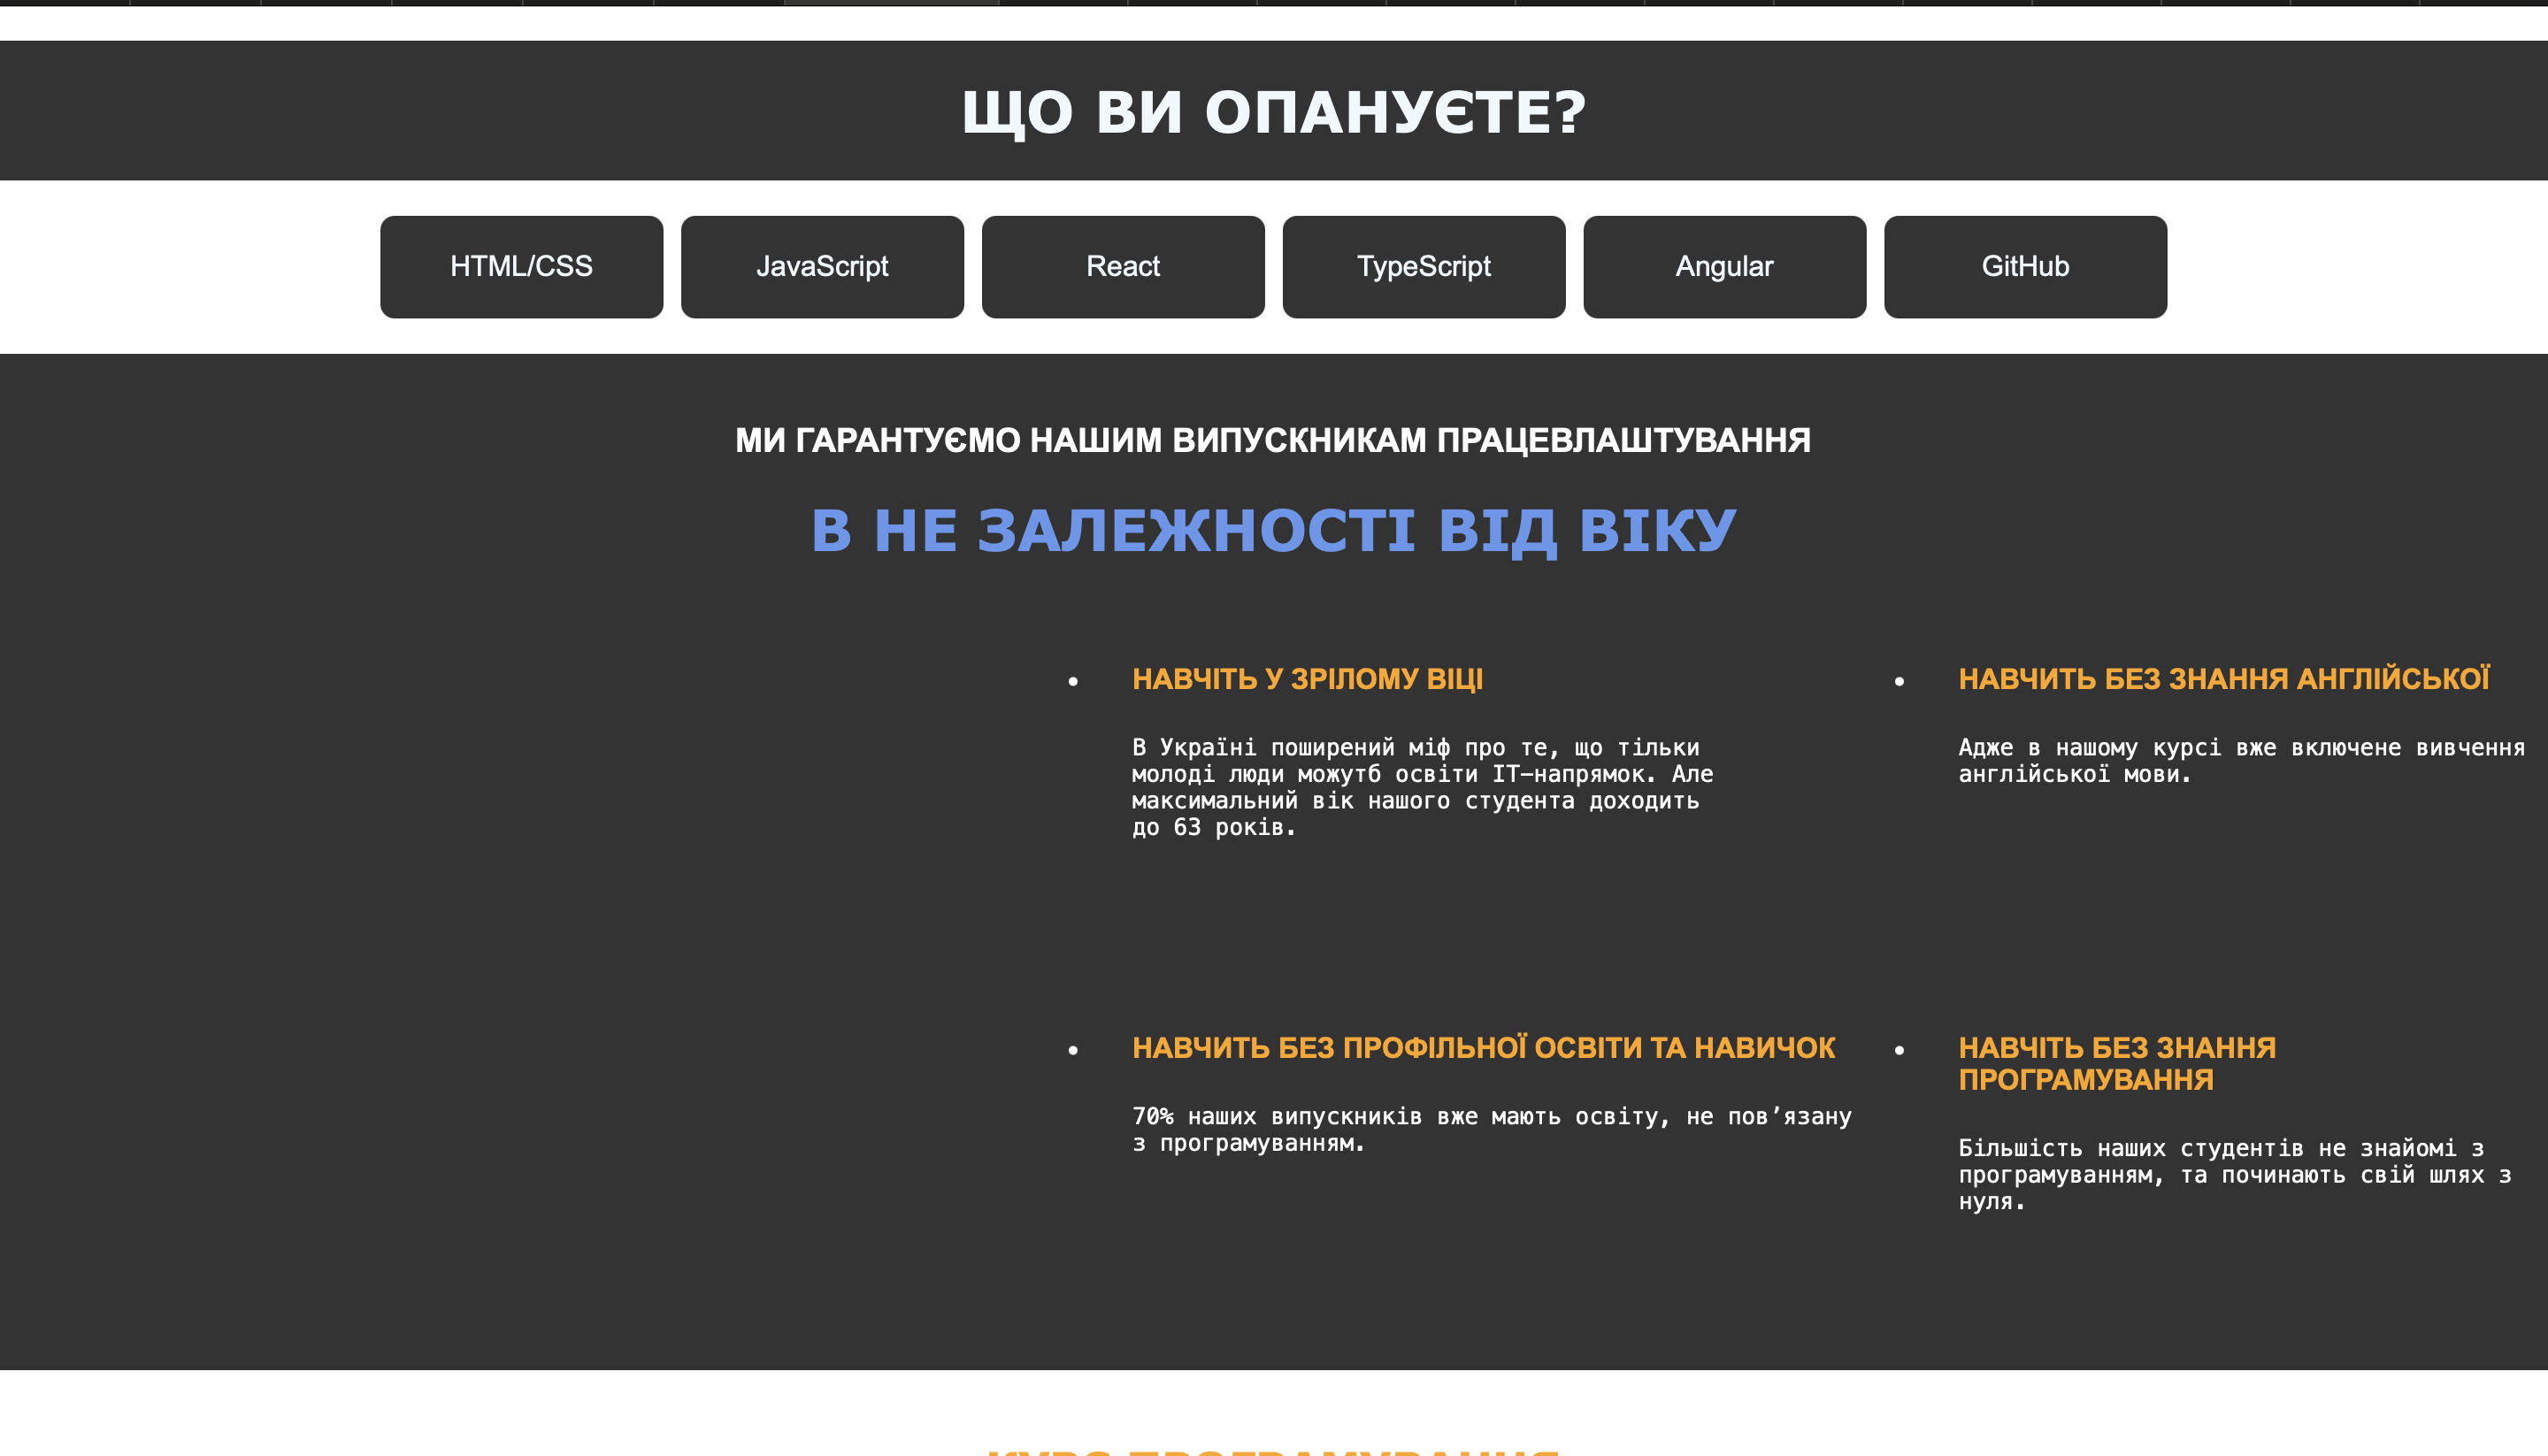 ЩО ВИ ОПАНУЄТЕ?
HTML/CSS
JavaScript
React
TypeScript
Angular
GitHub
МИ ГАРАНТУЄМО НАШИМ ВИПУСКНИКАМ ПРАЦЕВЛАШТУВАННЯ
В НЕ ЗАЛЕЖНОСТІ ВІД ВІКУ
НАВЧІТЬ У ЗРІЛОМУ ВІЦІ
В Україні поширений міф про те, що тільки
молоді люди можутб освіти ІТ-напрямок. Але
максимальний вік нашого студента доходить
до 63 років.
НАВЧИТЬ БЕЗ ЗНАННЯ АНГЛІЙСЬКОЇ
Адже в нашому курсі вже включене вивчення
англійської мови.
НАВЧИТЬ БЕЗ ПРОФІЛЬНОЇ ОСВІТИ ТА НАВИЧОК
70% наших випускників вже мають освіту, не пов’язану
з програмуванням.
НАВЧІТЬ БЕЗ ЗНАННЯ
ПРОГРАМУВАННЯ
Більшість наших студентів не знайомі з
програмуванням, та починають свій шлях з
нуля.
КУРС ПРОГРАМУВАННЯ